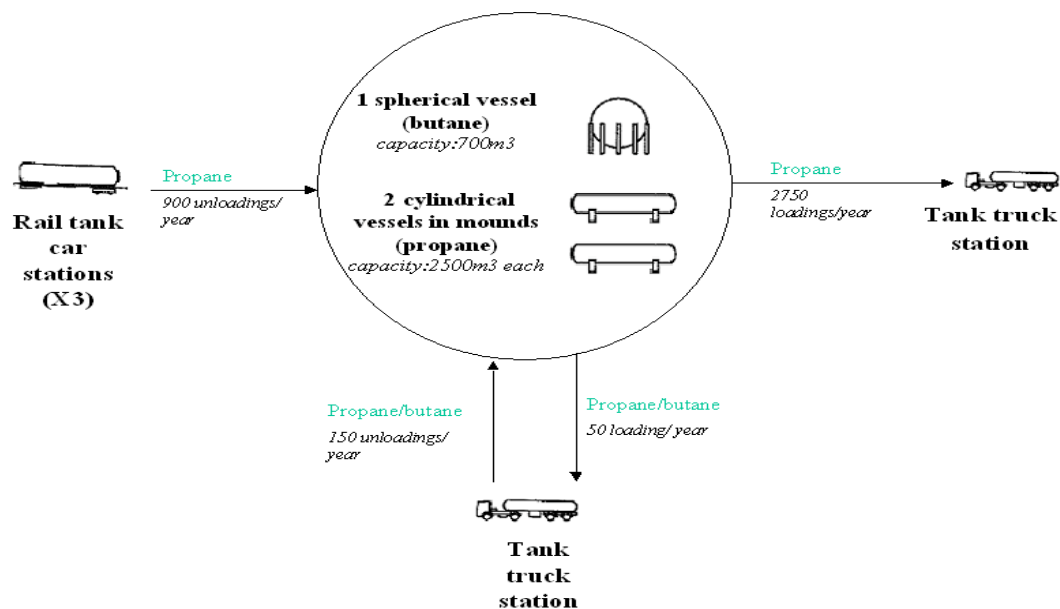 1 spherical vessel
(butane)
capacity:700m3
2 cylindrical
vessels in mounds
(propane)
capacity:2500m3 each
Propane
900 unloadings/
year
Rail tank
car
stations
(X3)
Propane
2750
loadings/year
Tank truck
station
Propane/butane
150 unloadings/
year
Propane/butane
50 loading/year
Tank
truck
station